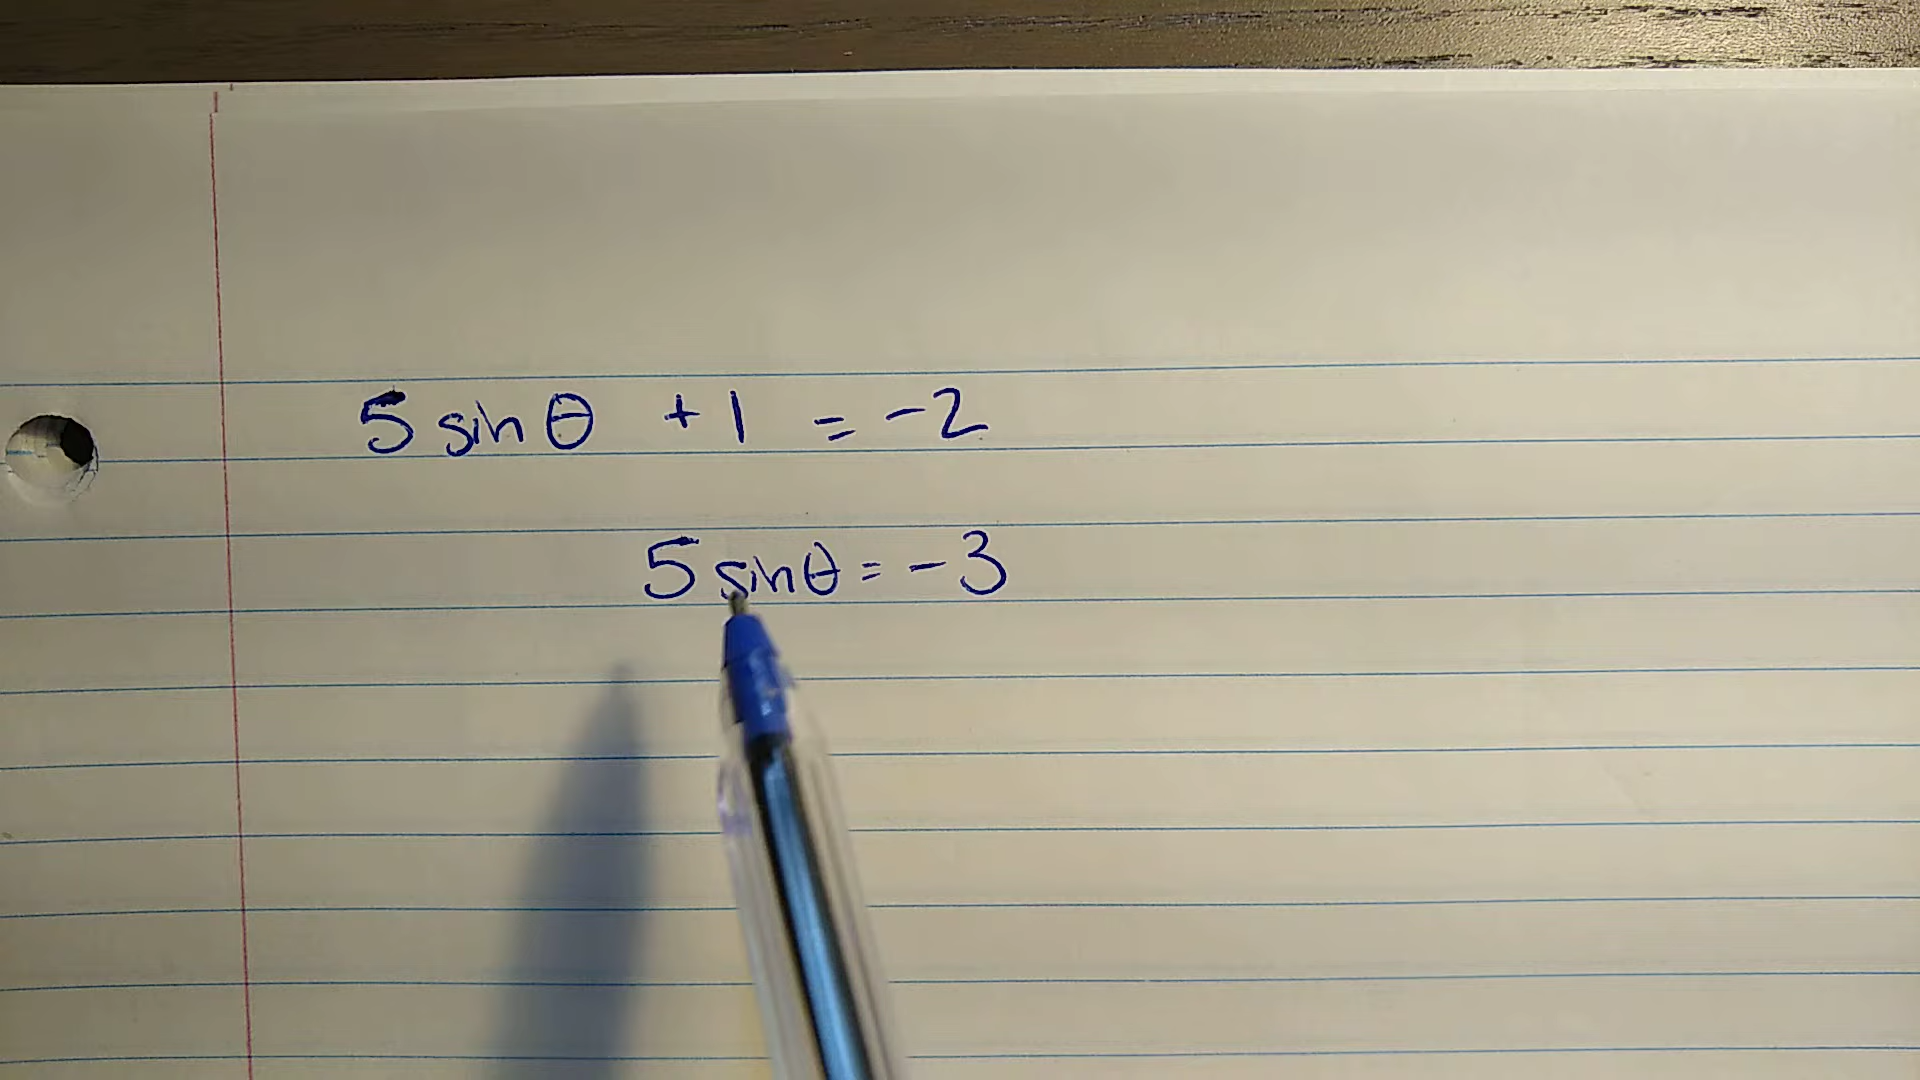 5 sin θ + 1 = -2
5 sin θ = -3